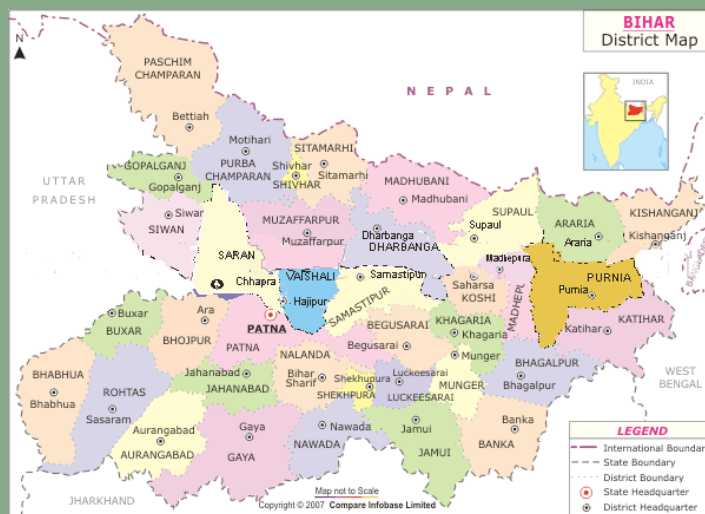 BIHAR
District Map
N
INDIA
NEPAL
UTTAR
PRADESH
PASCHIM
CHAMPARAN
Bettiah
Motihari
PURBA
CHAMPARAN
SITAMARHI
Shivhar
Sitamarhi
SHIVHAR
GOPALGANJ
Gopalganj
MADHUBANI
Madhubani
SUPAUL
Supaul
ARARIA
Araria
KISHANGANJ
Kishanganj
Siwar
SIWAN
MUZAFFARPUR
Muzaffarpur
Dharbanga
DHARBANGA
SARAN
Chhapra
VAISHALI
Hajipur
Samastipur
SAMASTIPUR
Madhepura
MADHEPL
Saharsa
KOSHI
PURNIA
Purnia
KATIHAR
Katihar
Buxar
BUXAR
Ara
BHOJPUR
PATNA
PATNA
BEGUSARAI
Begusarai
KHAGARIA
Khagaria
NALANDA
Bihar
Sharif
Munger
MUNGER
BHAGALPUR
Bhagalpur
WEST
BENGAL
BHABHUA
Bhabhua
ROHTAS
Sasaram
Jahanabad
JAHANABAD
Shekhupura
SHEKHPURA
Luckeesarai
LUCKEESARAI
Aurangabad
AURANGABAD
Gaya
GAYA
Nawada
NAWADA
Jamui
JAMUI
Banka
BANKA
JHARKHAND
Map not to Scale
Copyright © 2007 Compare Infobase Limited
LEGEND
International Boundar
State Boundary
District Boundary
State Headquarter
District Headquarter